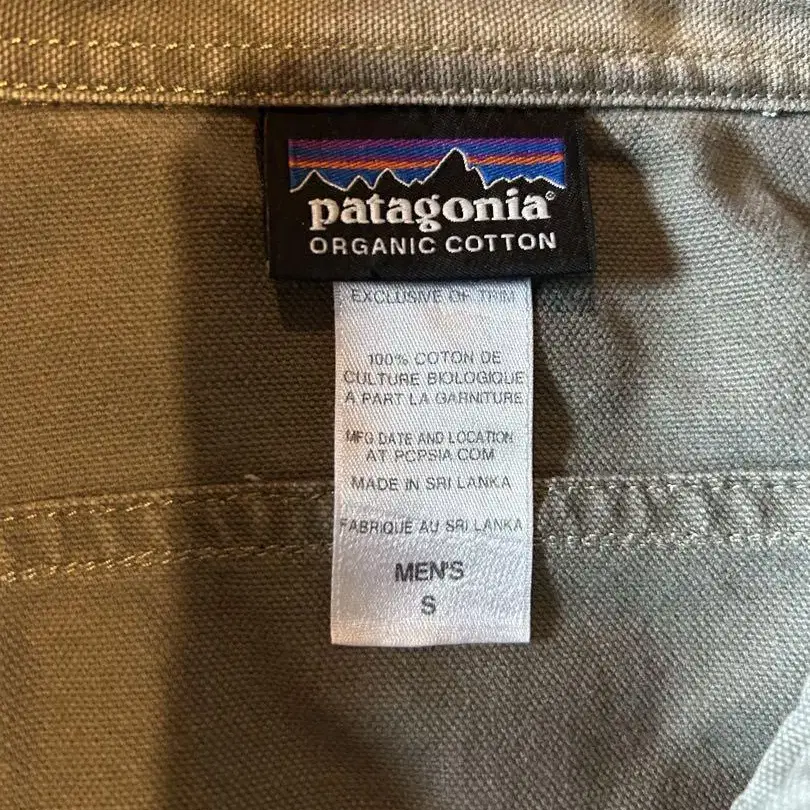 patagonia®
ORGANIC COTTON
EXCLUSIVE OF TRIM
100% COTON DE
CULTURE BIOLOGIQUE
A PART LA GARNITURE
MFG DATE AND LOCATION
AT PCPSIA COM
MADE IN SRI LANKA
FABRIQUE AU SRI LANKA
MEN'S
S